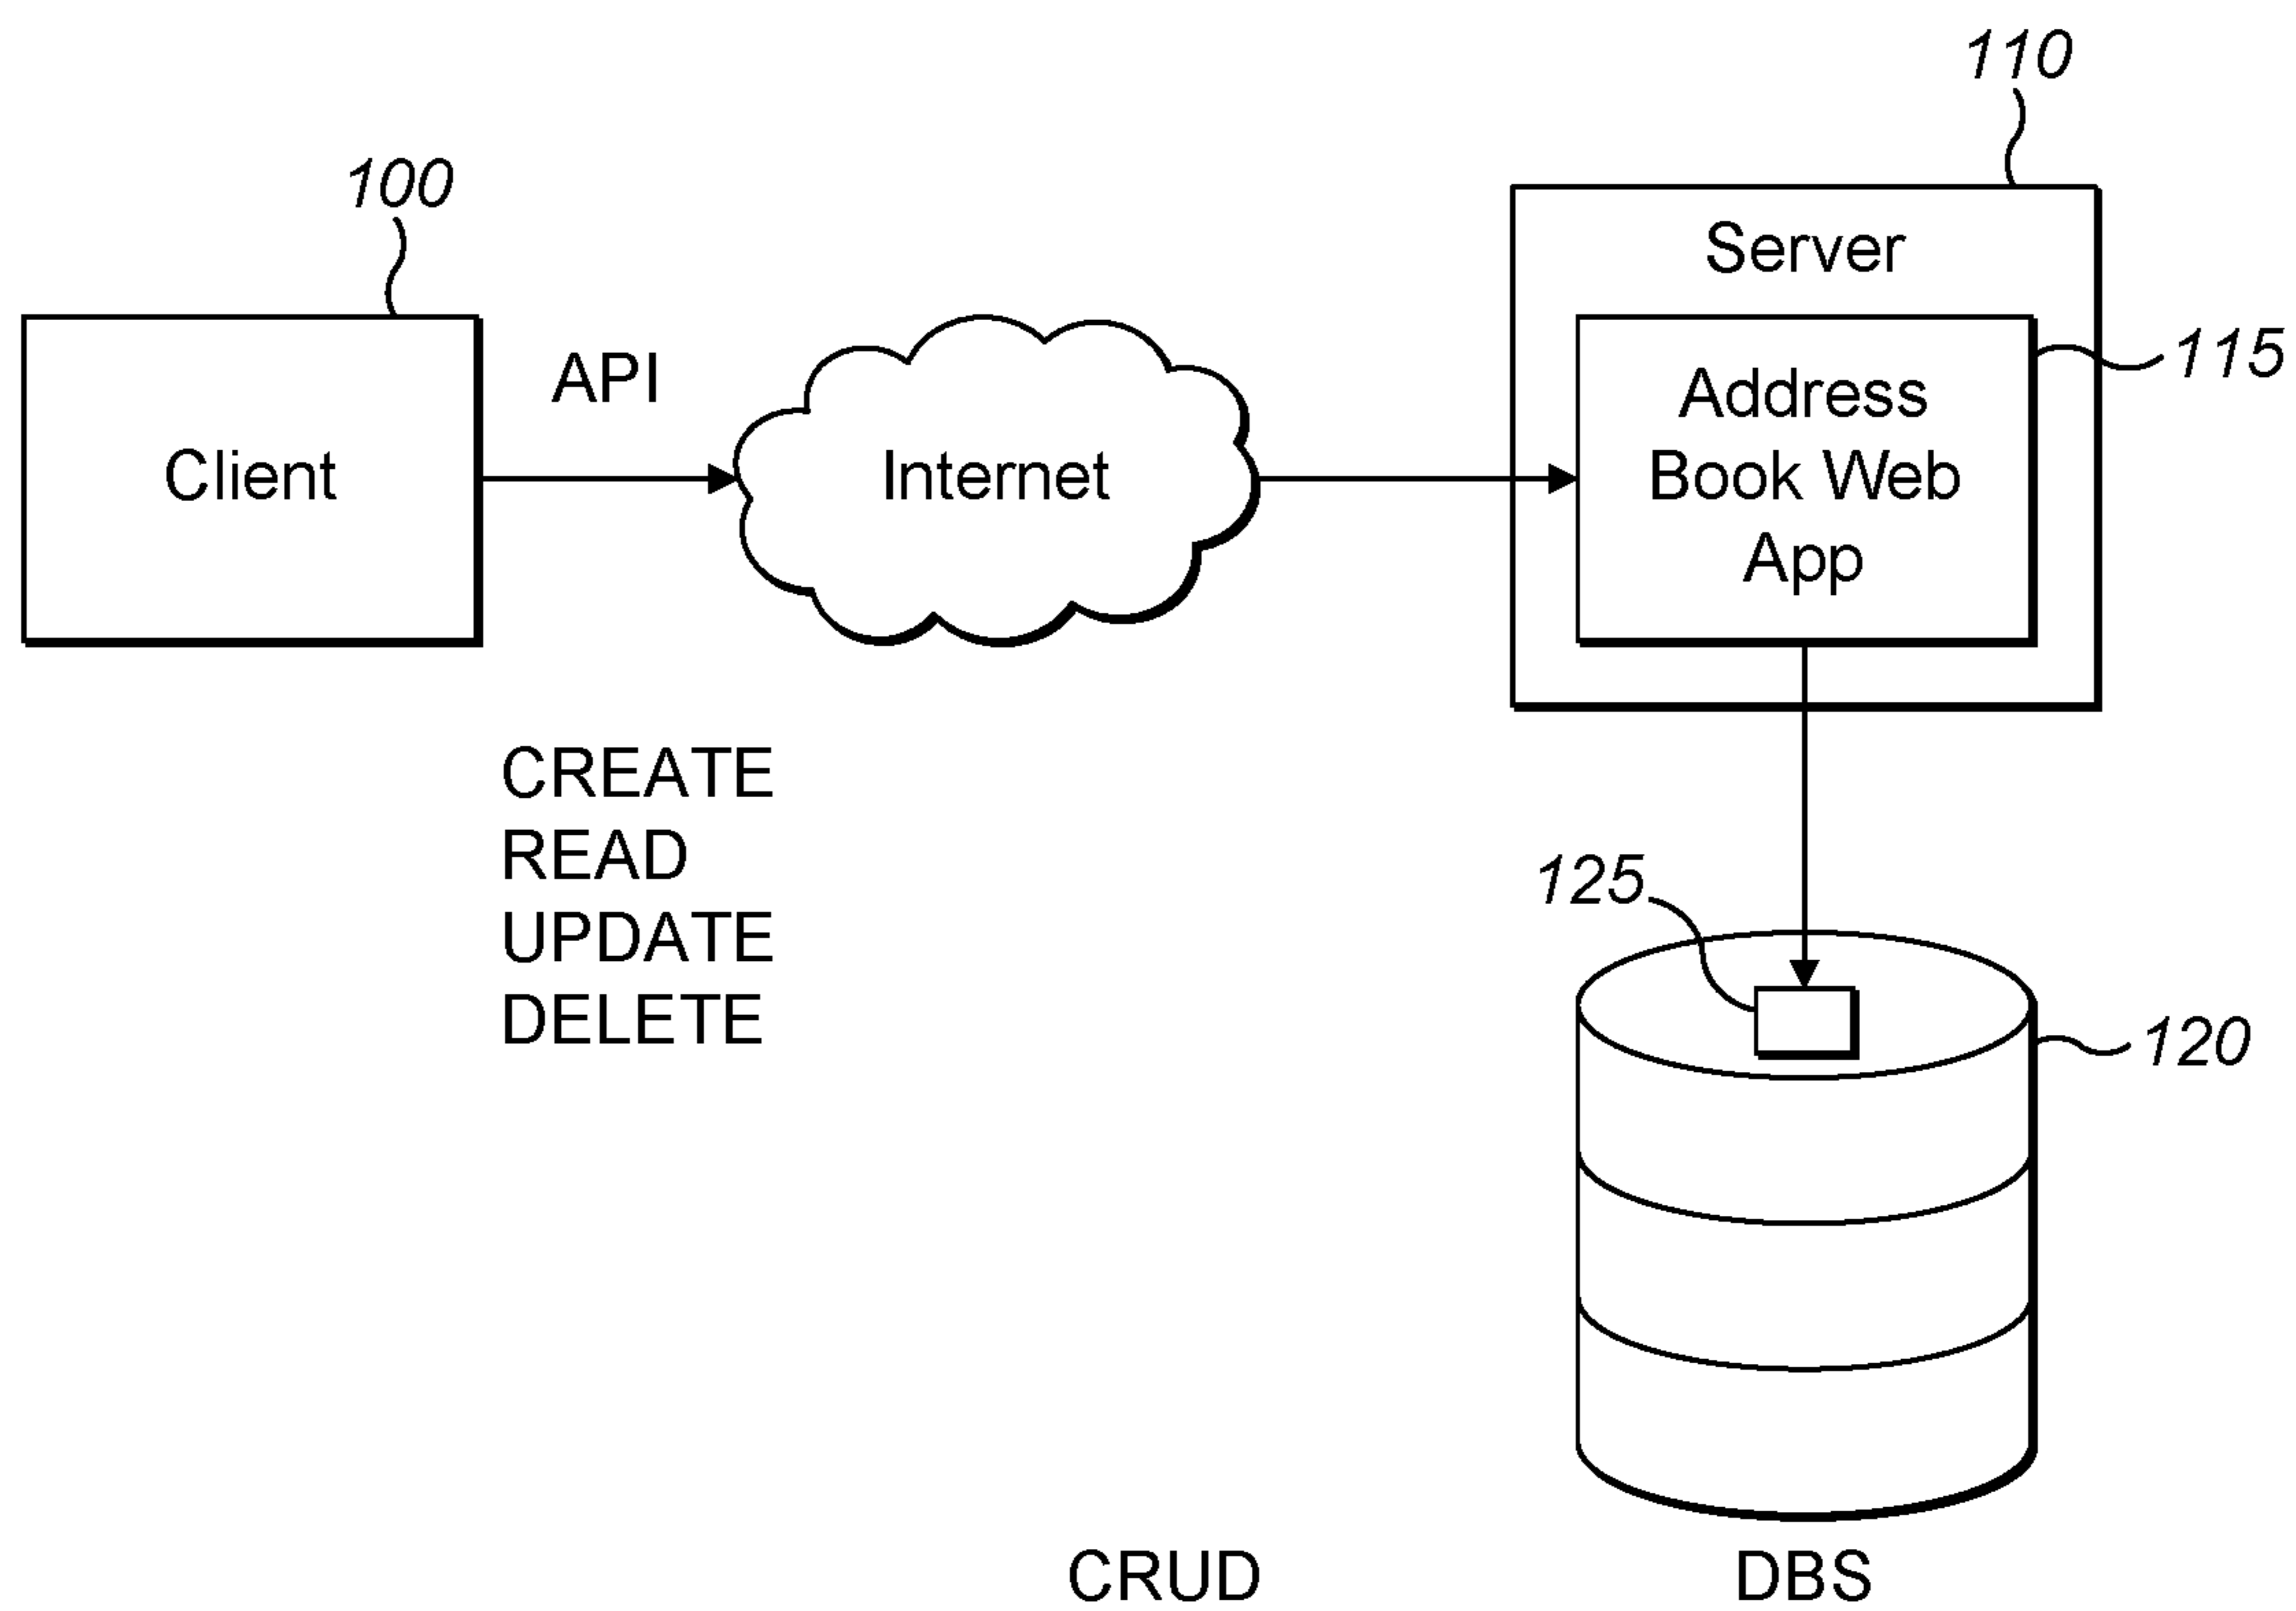 110
100
Server
115
API
Address
Book Web
App
Client
Internet
CREATE
READ
UPDATE
DELETE
125
120
CRUD
DBS